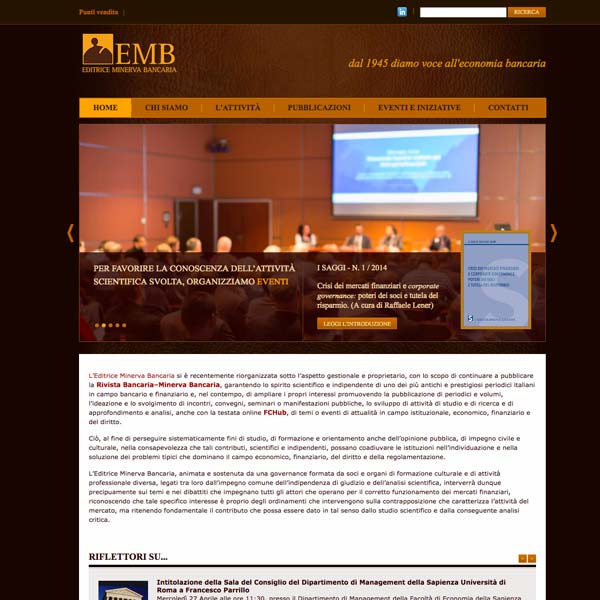 Punti vendita |
RICERCA
EMB
EDITRICE MINERVA BANCARIA
dal 1945 diamo voce all'economia bancaria
HOME | CHI SIAMO | L'ATTIVITÀ | PUBBLICAZIONI | EVENTI E INIZIATIVE | CONTATTI
PER FAVORIRE LA CONOSCENZA DELL'ATTIVITÀ
SCIENTIFICA SVOLTA, ORGANIZZIAMO EVENTI
I SAGGI - N. 1 / 2014
Crisi dei mercati finanziari e corporate
governance: poteri dei soci e tutela del
risparmio. (A cura di Raffaele Lener)
LEGGI L'INTRODUZIONE
CRISI DEI MERCATI FINANZIARI
E CORPORATE GOVERNANCE:
POTERI DEI SOCI
E TUTELA DEL RISPARMIO
L'Editrice Minerva Bancaria si è recentemente riorganizzata sotto l'aspetto gestionale e proprietario, con lo scopo di continuare a pubblicare
la Rivista Bancaria–Minerva Bancaria, garantendo lo spirito scientifico e indipendente di uno dei più antichi e prestigiosi periodici italiani
in campo bancario e finanziario e, nel contempo, di ampliare i propri interessi promuovendo la pubblicazione di periodici e volumi,
l'ideazione e lo svolgimento di incontri, convegni, seminari o manifestazioni pubbliche, lo sviluppo di attività di studio e di ricerca e di
approfondimento e analisi, anche con la testata online FCHub, di temi o eventi di attualità in campo istituzionale, economico, finanziario e
del diritto.
Ciò, al fine di perseguire sistematicamente fini di studio, di formazione e orientamento anche dell'opinione pubblica, di impegno civile e
culturale, nella consapevolezza che tali contributi, scientifici e indipendenti, possano coadiuvare le istituzioni nell'individuazione e nella
soluzione dei problemi tipici che dominano il campo economico, finanziario, del diritto e della regolamentazione.
L'Editrice Minerva Bancaria, animata e sostenuta da una governance formata da soci e organi di formazione culturale e di attività
professionale diversa, legati tra loro dall'impegno comune dell'indipendenza di giudizio e dell'analisi scientifica, interverrà dunque
precipuamente sui temi e nei dibattiti che impegnano tutti gli attori che operano per il corretto funzionamento dei mercati finanziari,
riconoscendo che tale specifico interesse è proprio degli ordinamenti che intervengono sulla contrapposizione che caratterizza l'attività del
mercato, ma ritenendo fondamentale il contributo che possa essere dato in tal senso dallo studio scientifico e dalla conseguente analisi
critica.
RIFLETTORI SU...
Intitolazione della Sala del Consiglio del Dipartimento di Management della Sapienza Università di
Roma a Francesco Parrillo
Mercoledì 27 Aprile alle ore 11:30, presso il Dipartimento di Management della Facoltà di Economia della Sapienza